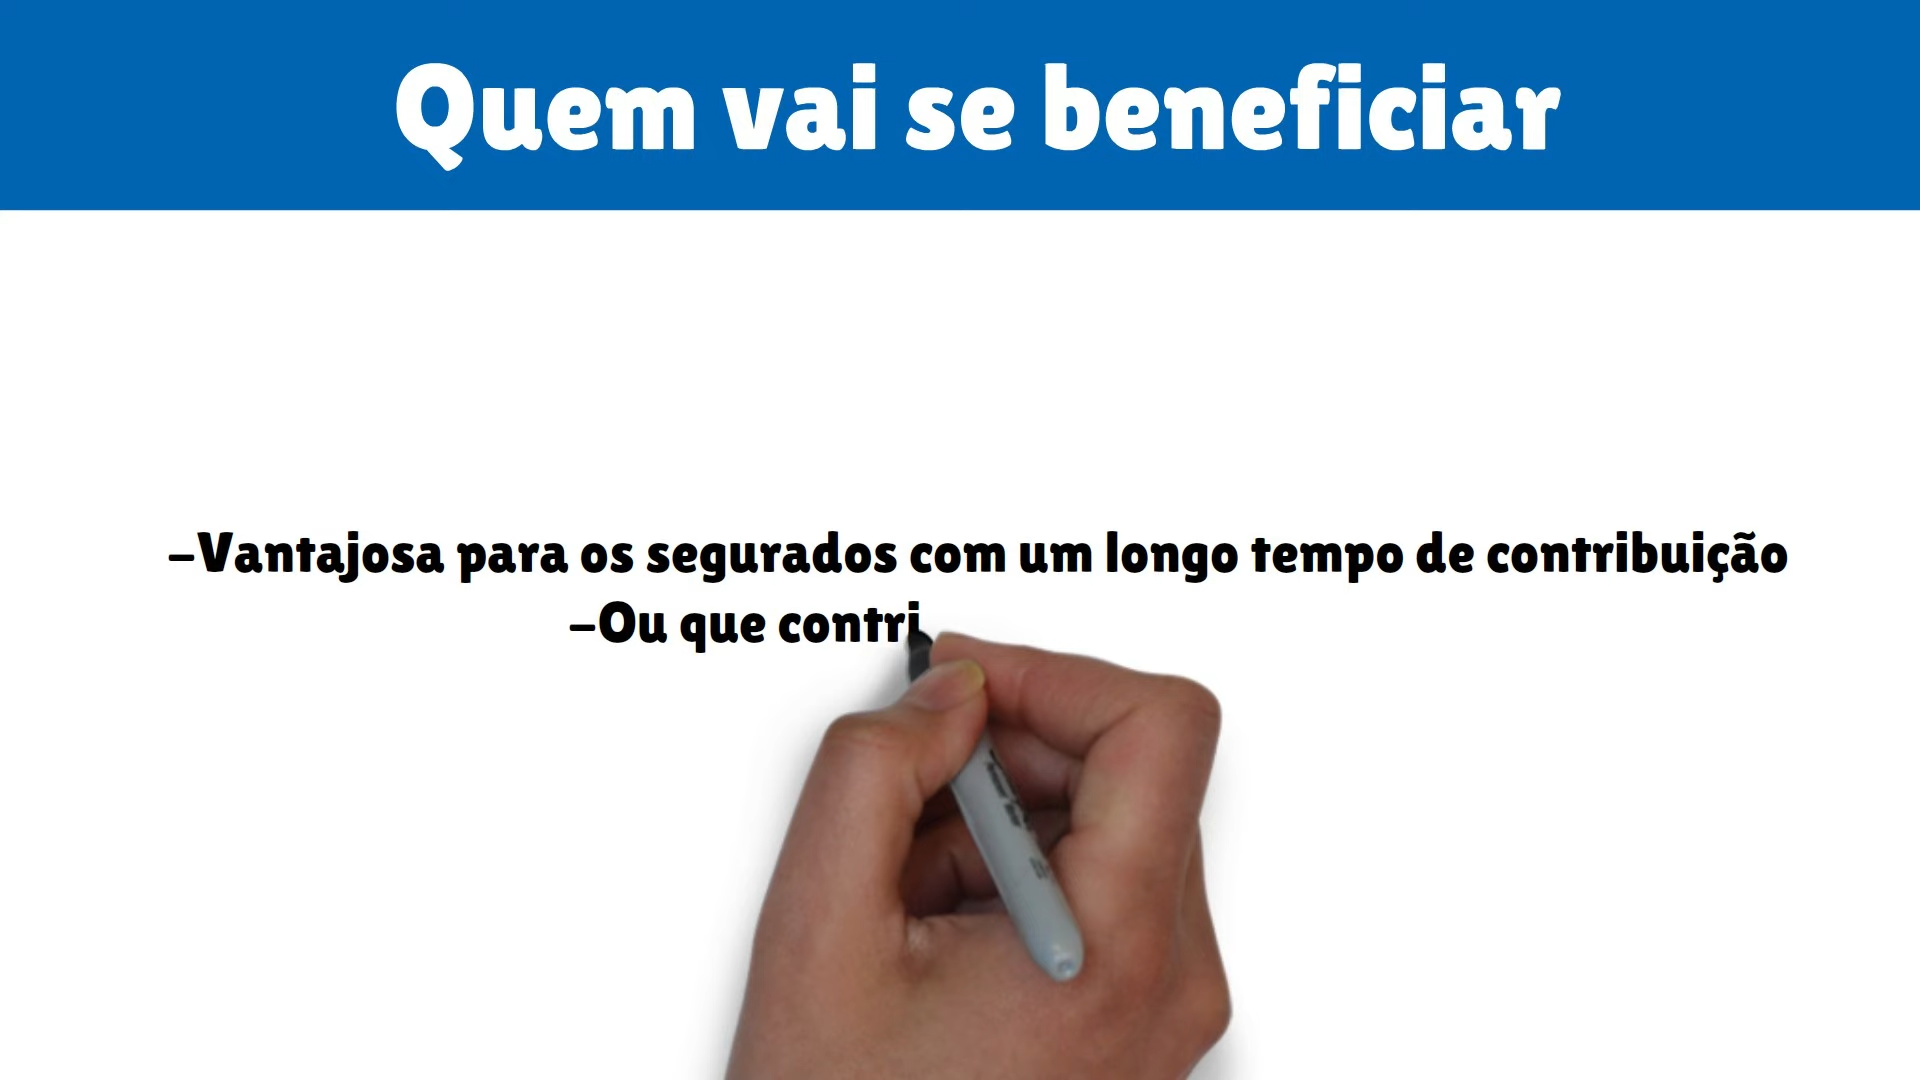 Quem vai se beneficiar
-Vantajosa para os segurados com um longo tempo de contribuição
-Ou que contri